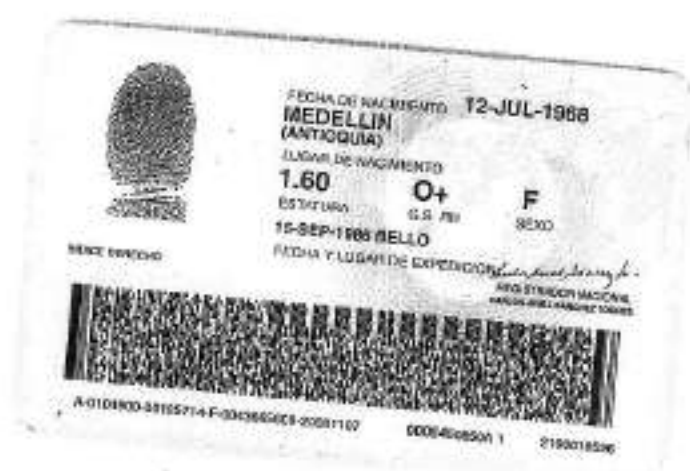 FECHA DE NACIMIENTO 12-JUL-1968
MEDELLIN
(ANTIOQUIA)
LUGAR DE NACIMIENTO
1.60 O+ F
ESTATURA G.S. RH SEXO
15-SEP-1986 BELLO
FECHA Y LUGAR DE EXPEDICION
INDICE DERECHO
REGISTRADOR NACIONAL